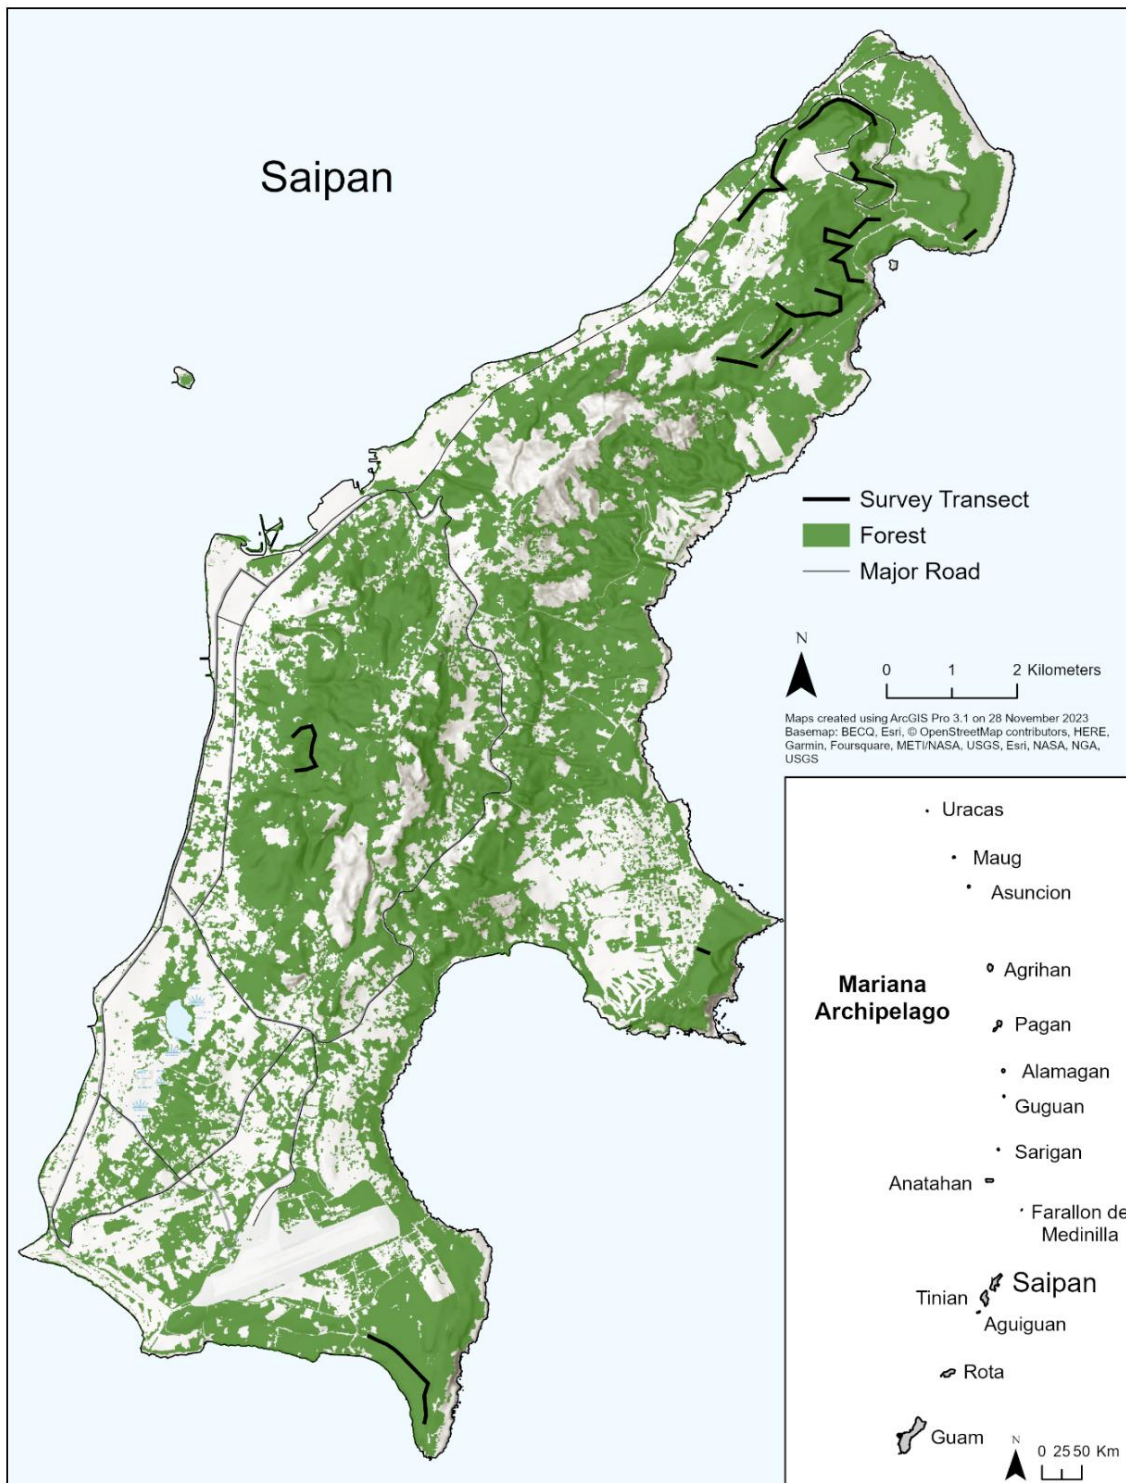 Saipan
Survey Transect
Forest
Major Road
N
0 1 2 Kilometers
Maps created using ArcGIS Pro 3.1 on 28 November 2023
Basemap: BECQ, Esri, © OpenStreetMap contributors, HERE,
Garmin, Foursquare, METI/NASA, USGS, Esri, NASA, NGA,
USGS
Uracas
Maug
Asuncion
Mariana
Archipelago
Agrihan
Pagan
Alamagan
Guguan
Sarigan
Anatahan
Farallon de
Medinilla
Saipan
Tinian
Aguiguan
Rota
Guam
N
0 25 50 Km